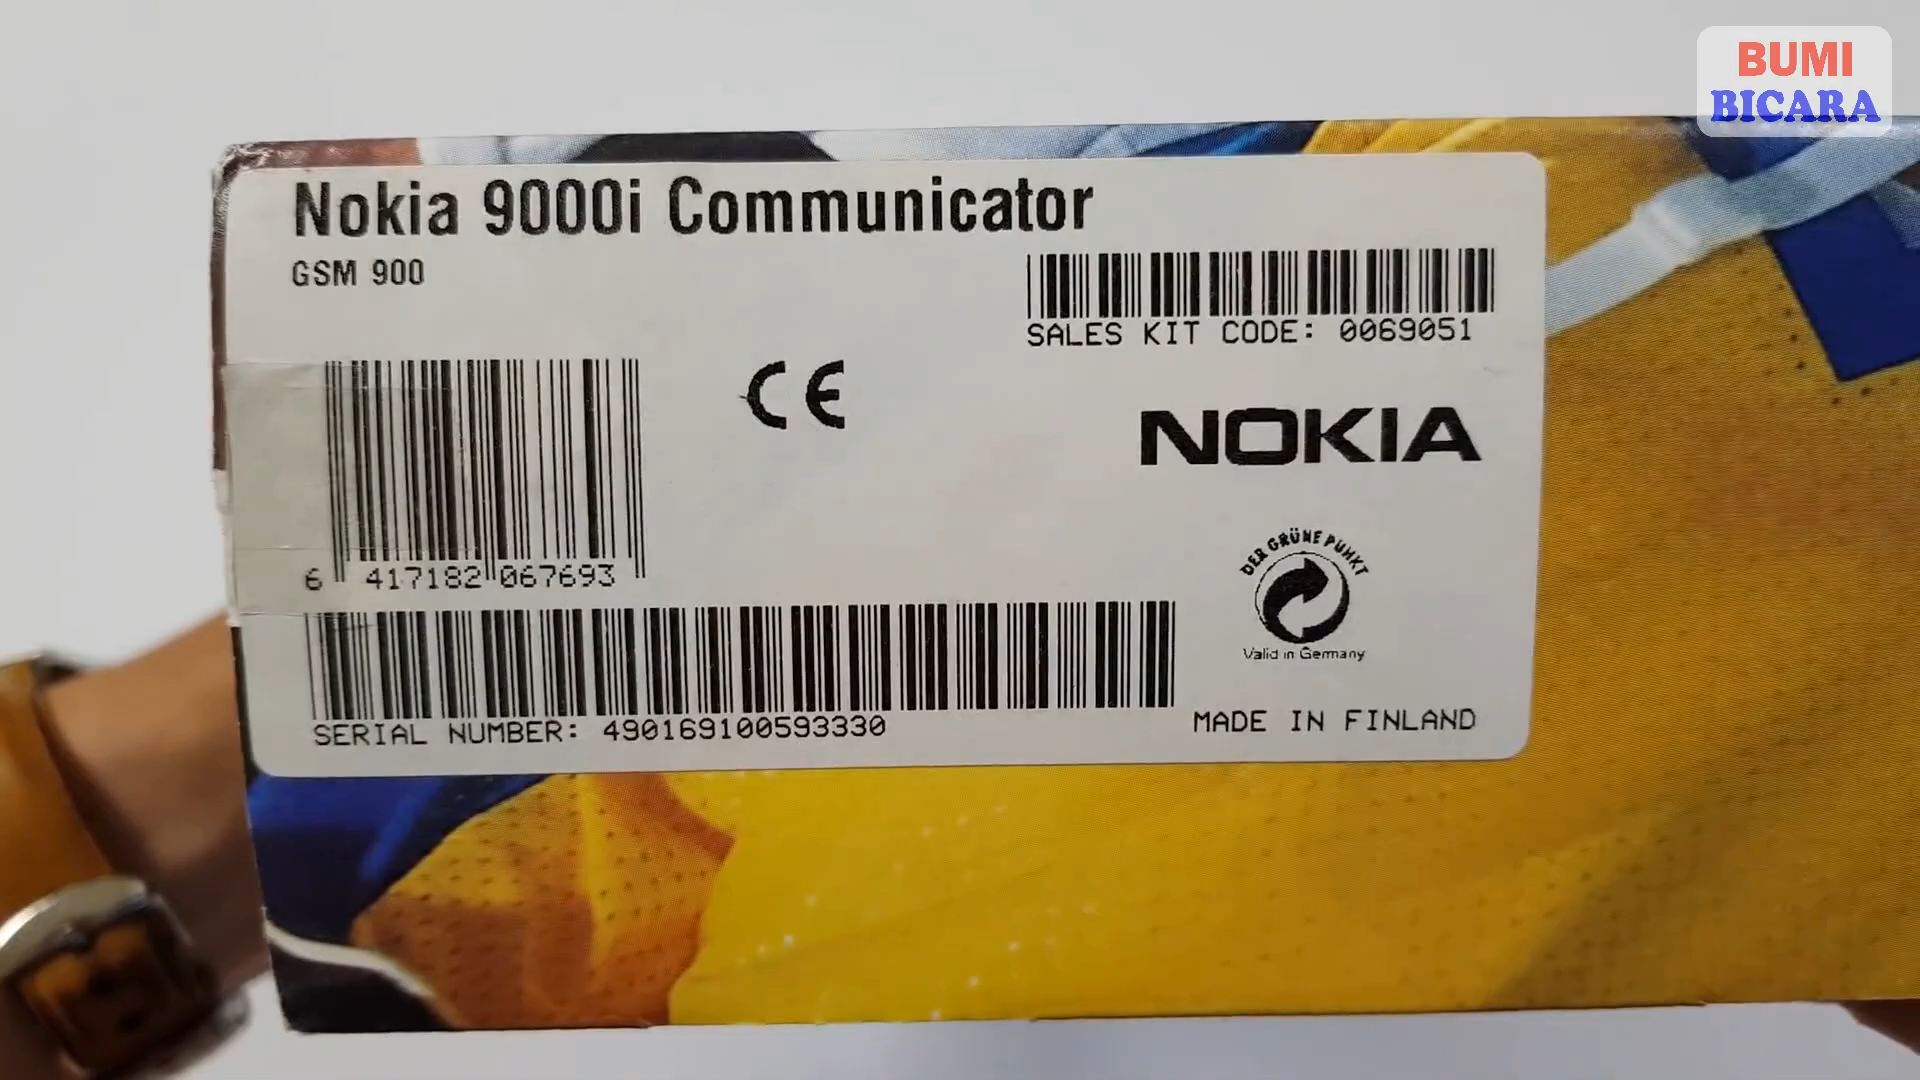 BUMI
BICARA
Nokia 9000i Communicator
GSM 900
SALES KIT CODE: 0069051
CE
NOKIA
6 417182 067693
DER GRÜNE PUNKT
Valid in Germany
SERIAL NUMBER: 490169100593330
MADE IN FINLAND